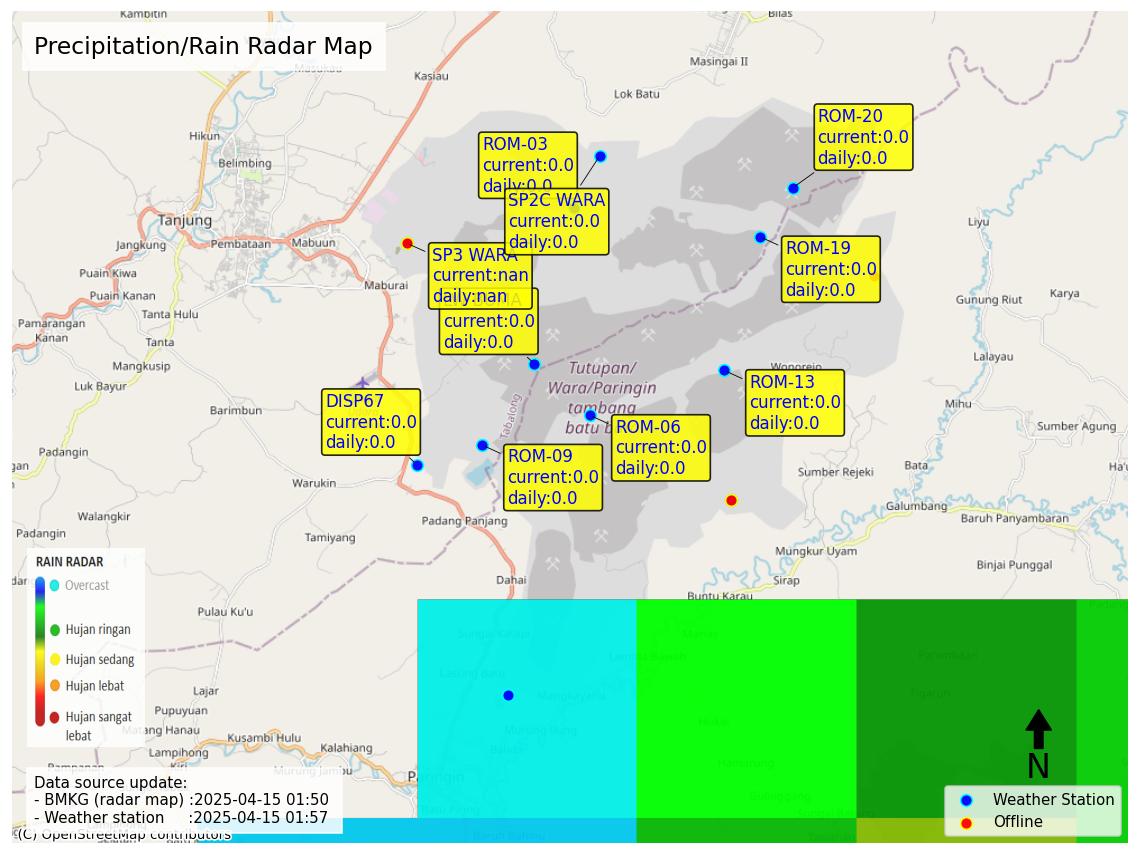 Precipitation/Rain Radar Map
Kambitin
Bilas
Masukau
Kasiau
Masingai II
Lok Batu
Hikun
Belimbing
ROM-03
current:0.0
daily:0.0
ROM-20
current:0.0
daily:0.0
SP2C WARA
current:0.0
daily:0.0
Tanjung
Jangkung
Pembataan
Mabuun
Liyu
SP3 WARA
current:nan
daily:nan
ROM-19
current:0.0
daily:0.0
Puain Kiwa
Puain Kanan
Maburai
Tanta Hulu
current:0.0
daily:0.0
Gunung Riut
Karya
Pamarangan
Kanan
Tanta
Mangkusip
Luk Bayur
Lalayau
Wonorejo
Tutupan/
Wara/Paringin
tambang
batu b
Tabalong
ROM-13
current:0.0
daily:0.0
DISP67
current:0.0
daily:0.0
Barimbun
Mihu
ROM-06
current:0.0
daily:0.0
Sumber Agung
ROM-09
current:0.0
daily:0.0
Padangin
gan
Warukin
Sumber Rejeki
Bata
Ha'u
Galumbang
Baruh Panyambaran
Walangkir
Padangin
Padang Panjang
Tamiyang
Mungkur Uyam
Binjai Punggal
Dahai
Sirap
Buntu Karau
RAIN RADAR
Overcast
Hujan ringan
Hujan sedang
Hujan lebat
Hujan sangat
lebat
Pulau Ku'u
Lajar
Pupuyuan
Matang Hanau
Lampihong
Kusambi Hulu
Kalahiang
Murung Jambu
Paringin
N
Data source update:
- BMKG (radar map) :2025-04-15 01:50
- Weather station :2025-04-15 01:57
(C) OpenStreetMap contributors
Weather Station
Offline